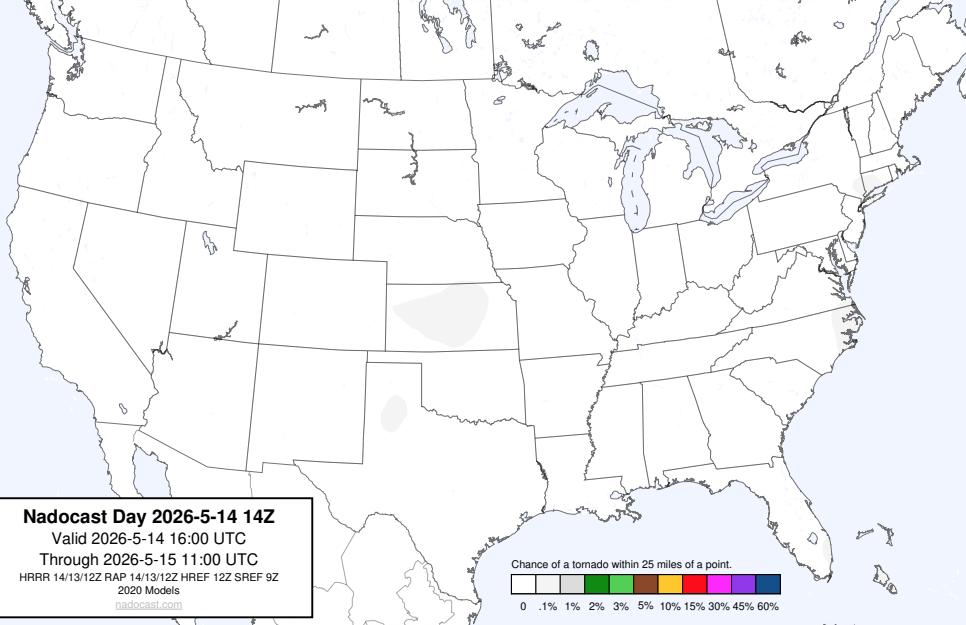 Nadocast Day 2026-5-14 14Z
Valid 2026-5-14 16:00 UTC
Through 2026-5-15 11:00 UTC
HRRR 14/13/12Z RAP 14/13/12Z HREF 12Z SREF 9Z
2020 Models
nadocast.com
Chance of a tornado within 25 miles of a point.
0 .1% 1% 2% 3% 5% 10% 15% 30% 45% 60%